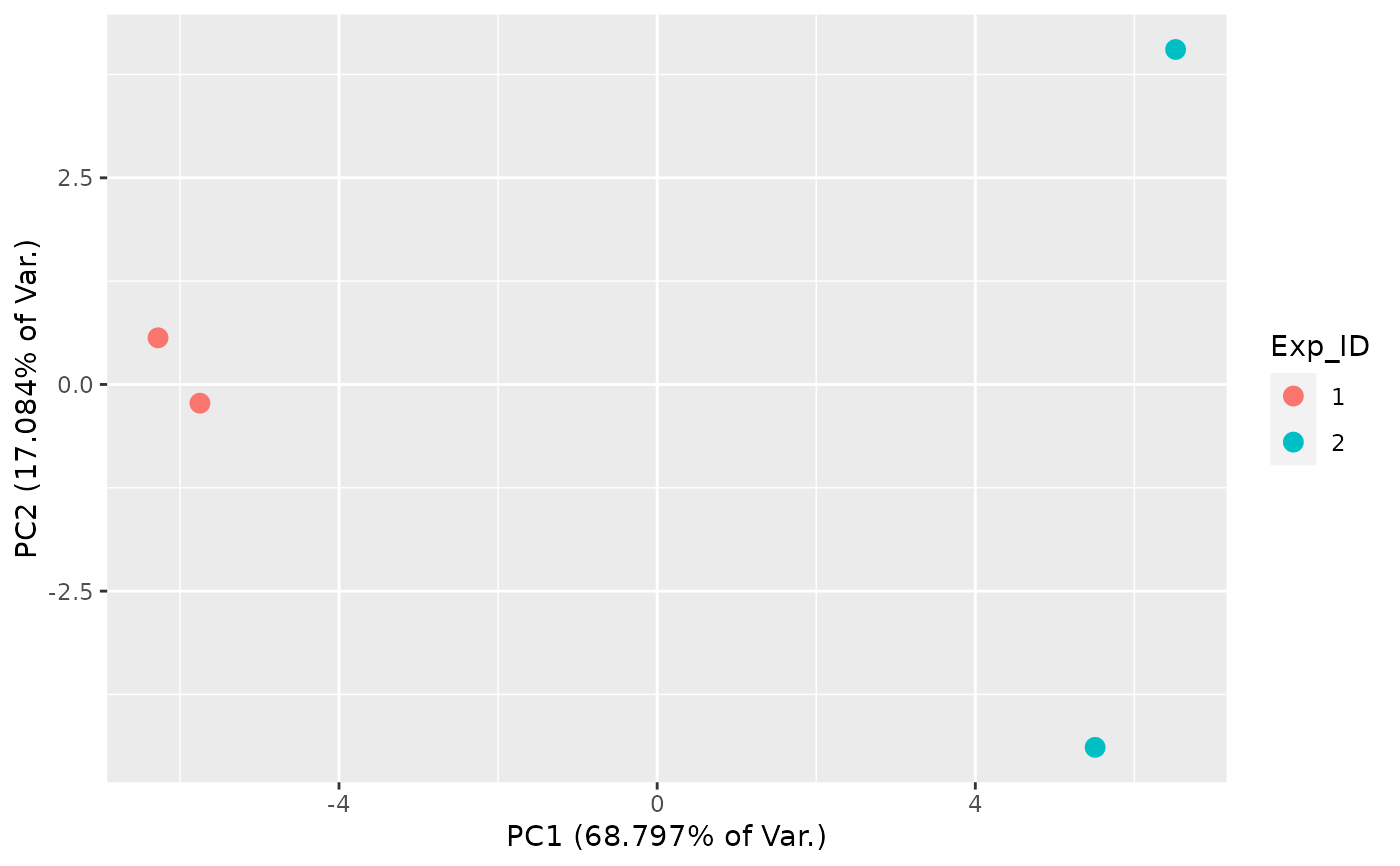 PC2 (17.084% of Var.)
2.5
0.0
-2.5
-4
0
4
PC1 (68.797% of Var.)
Exp_ID
1
2